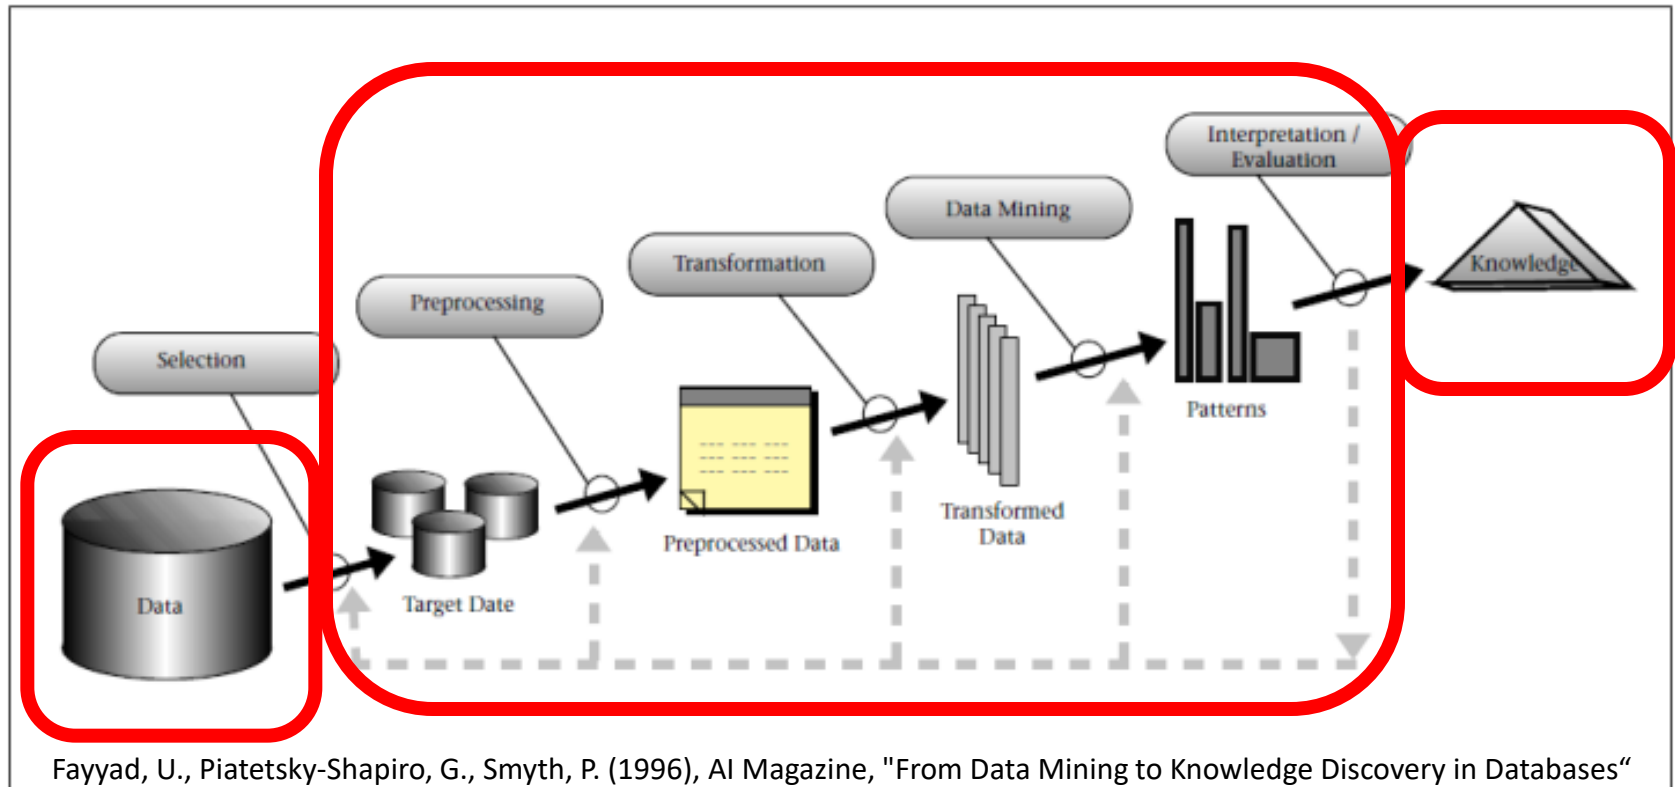 Interpretation /
Evaluation
Data Mining
Transformation
Preprocessing
Selection
Knowledge
Patterns
Transformed
Data
Preprocessed Data
Target Date
Data
Fayyad, U., Piatetsky-Shapiro, G., Smyth, P. (1996), AI Magazine, "From Data Mining to Knowledge Discovery in Databases“